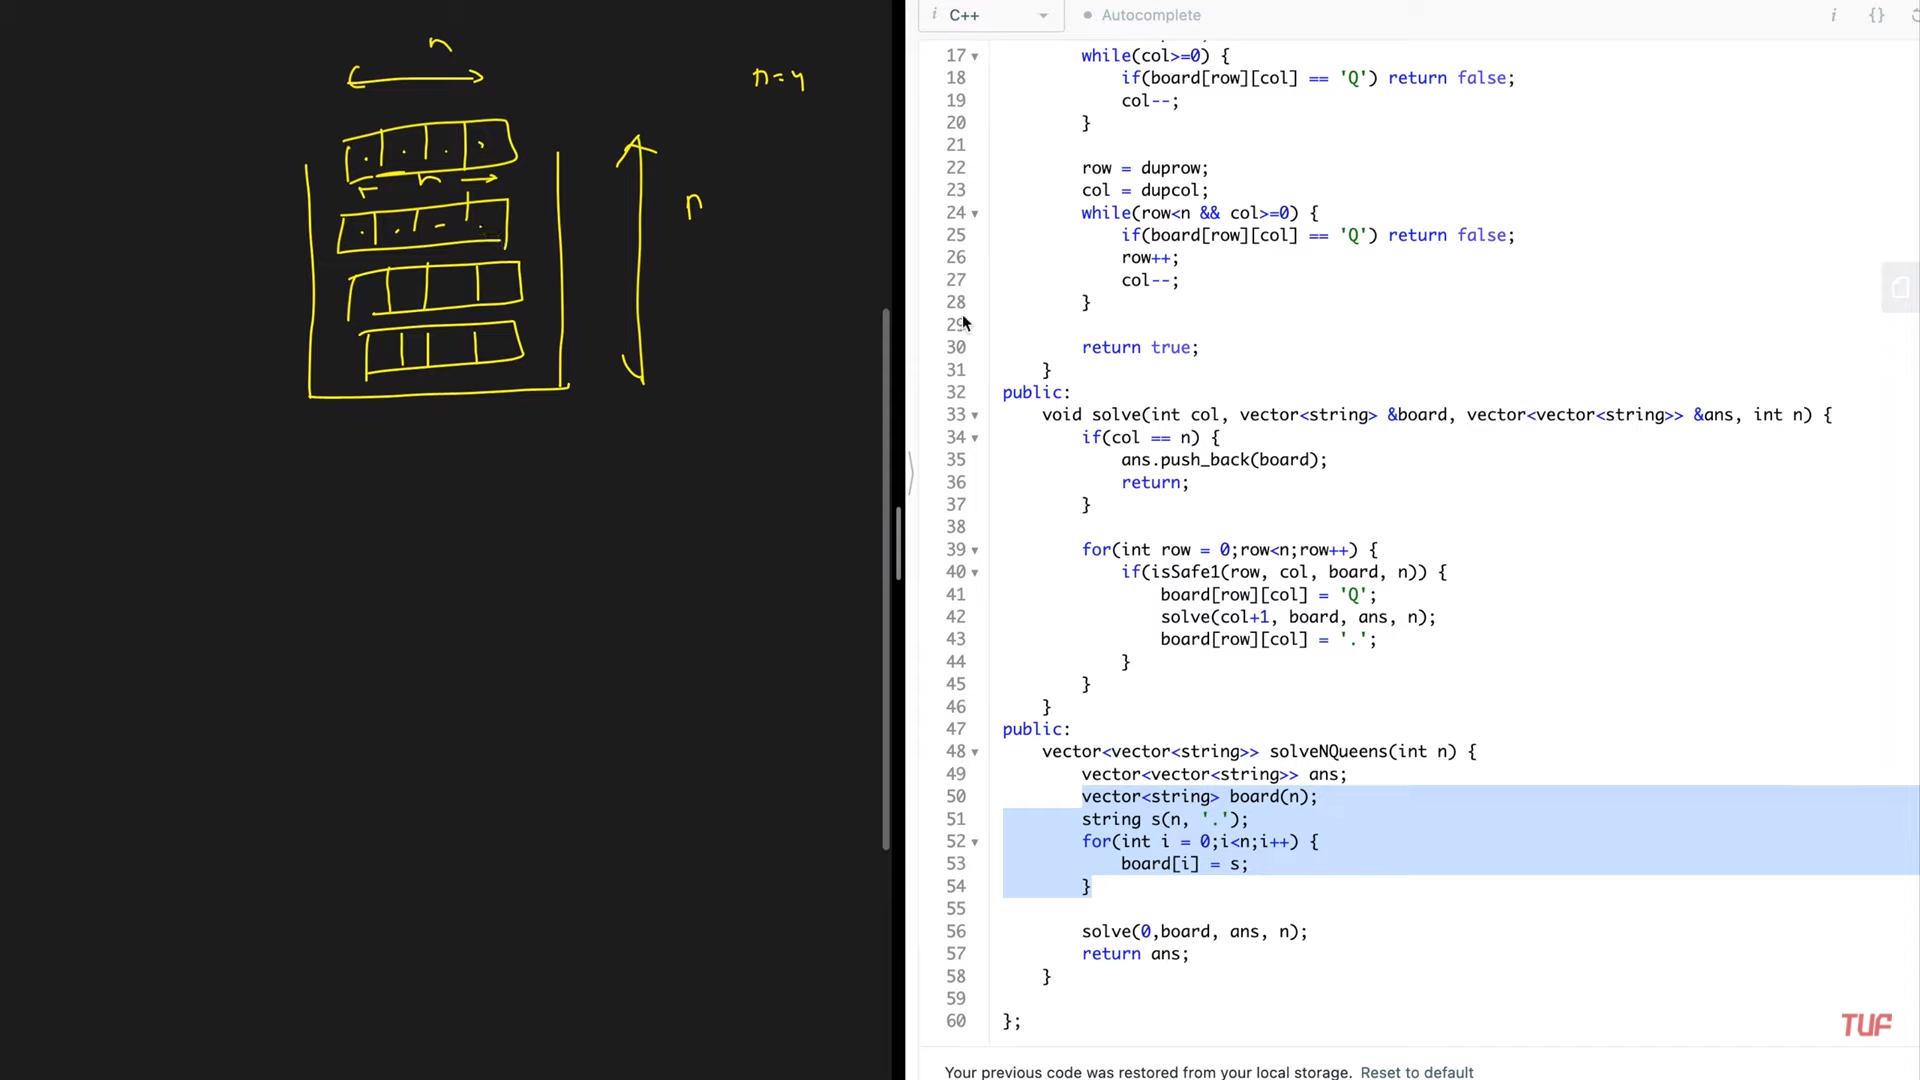 n
n=4
n
n
C++
Autocomplete
i {}
17 while(col>=0) {
18 if(board[row][col] == 'Q') return false;
19 col--;
20 }
21
22 row = duprow;
23 col = dupcol;
24 while(row<n && col>=0) {
25 if(board[row][col] == 'Q') return false;
26 row++;
27 col--;
28 }
29
30 return true;
31 }
32 public:
33 void solve(int col, vector<string> &board, vector<vector<string>> &ans, int n) {
34 if(col == n) {
35 ans.push_back(board);
36 return;
37 }
38
39 for(int row = 0;row<n;row++) {
40 if(isSafe1(row, col, board, n)) {
41 board[row][col] = 'Q';
42 solve(col+1, board, ans, n);
43 board[row][col] = '.';
44 }
45 }
46 }
47 public:
48 vector<vector<string>> solveNQueens(int n) {
49 vector<vector<string>> ans;
50 vector<string> board(n);
51 string s(n, '.');
52 for(int i = 0;i<n;i++) {
53 board[i] = s;
54 }
55
56 solve(0,board, ans, n);
57 return ans;
58 }
59
60 };
TUF
Your previous code was restored from your local storage. Reset to default